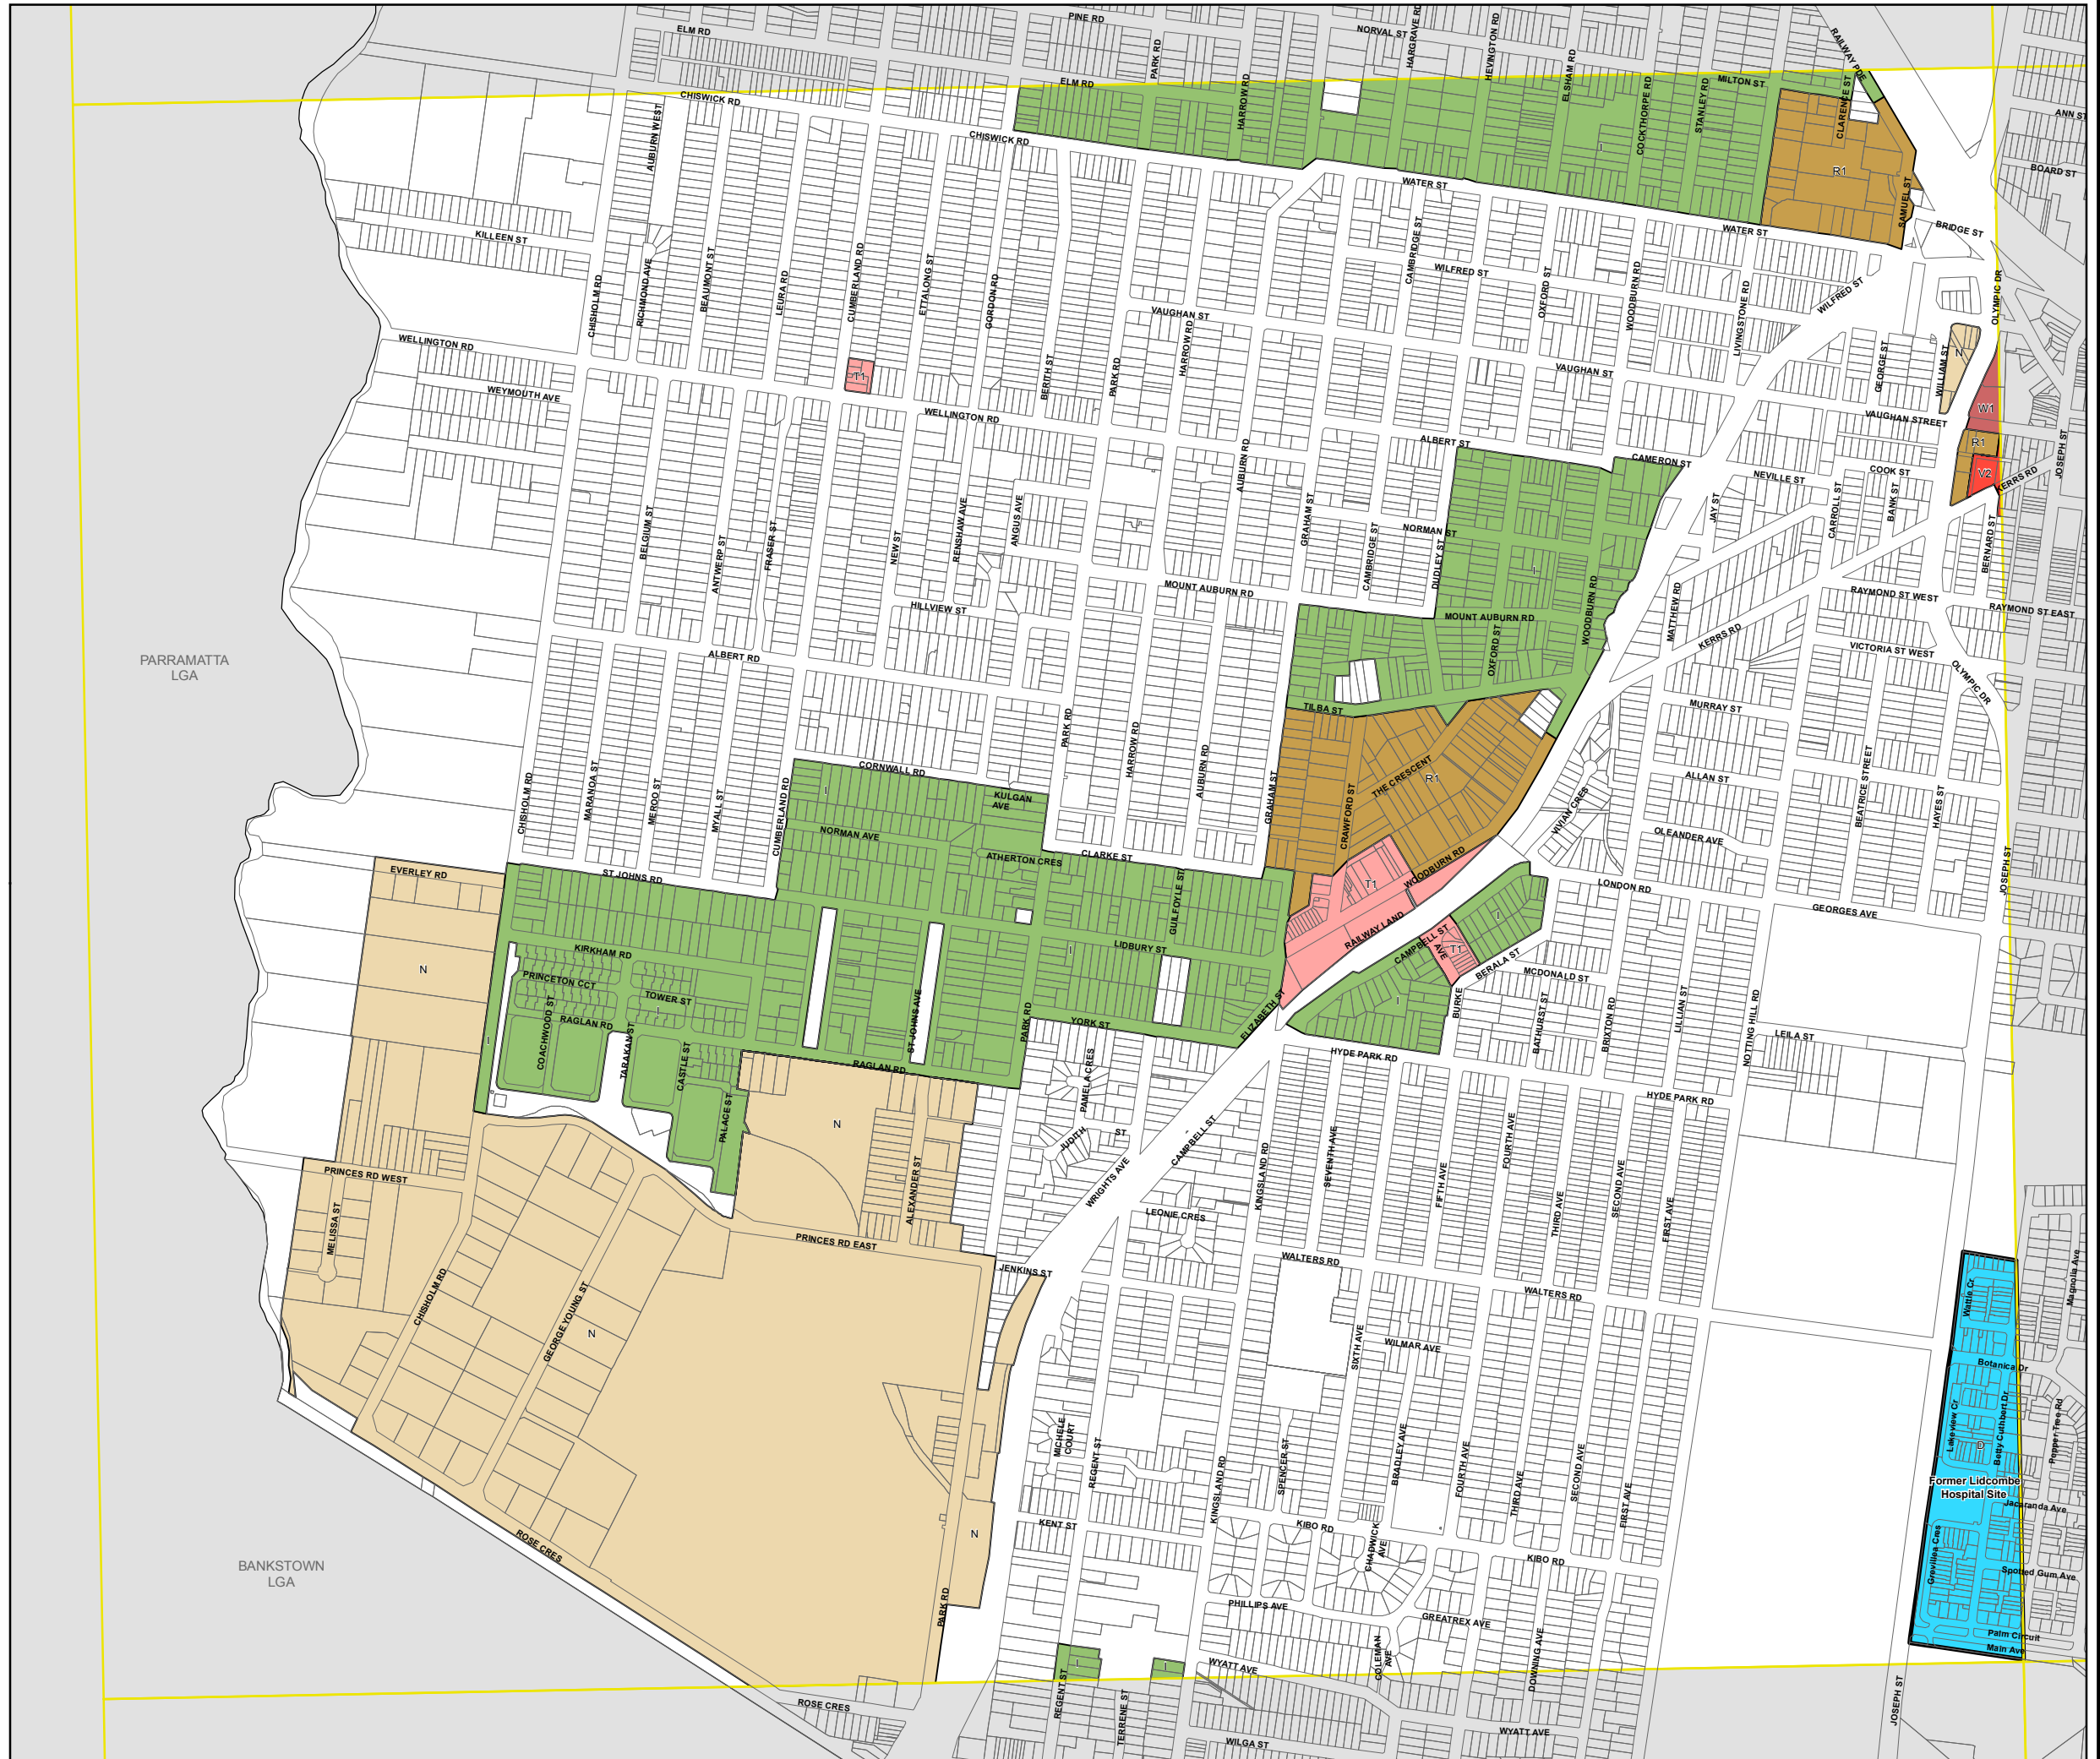 PINE RD
ELM RD
PARK RD
NORVAL ST
HARGRAVE RD
HEVINGTON RD
RAILWAY PDE
ELSHAM RD
MILTON ST
ELM RD
HARROW RD
CHISWICK RD
AUBURN WEST
COCKTHORPE RD
STANLEY RD
CLARENCE ST
ANN ST
CHISWICK RD
I
R1
BOARD ST
WATER ST
SAMUEL ST
WATER ST
BRIDGE ST
KILLEEN ST
CAMBRIDGE ST
WILFRED ST
CHISHOLM RD
RICHMOND AVE
BEAUMONT ST
LEURA RD
CUMBERLAND RD
ETTALONG ST
GORDON RD
OXFORD ST
WOODBURN RD
LIVINGSTONE RD
WILFRED ST
OLYMPIC DR
VAUGHAN ST
WELLINGTON RD
BERITH ST
PARK RD
HARROW RD
VAUGHAN ST
GEORGE ST
WILLIAM ST
N
T1
WEYMOUTH AVE
W1
WELLINGTON RD
VAUGHAN STREET
ALBERT ST
R1
JOSEPH ST
AUBURN RD
CAMERON ST
NEVILLE ST
COOK ST
V2
KERRS RD
GRAHAM ST
JAY ST
CARROLL ST
BANK ST
BELGIUM ST
ANTWERP ST
FRASER ST
NEW ST
RENSHAW AVE
ANGUS AVE
CAMBRIDGE ST
NORMAN ST
DUDLEY ST
I
BERNARD ST
MOUNT AUBURN RD
HILLVIEW ST
MOUNT AUBURN RD
WOODBURN RD
MATTHEW RD
RAYMOND ST WEST
RAYMOND ST EAST
I
OXFORD ST
KERRS RD
VICTORIA ST WEST
PARRAMATTA
LGA
ALBERT RD
OLYMPIC DR
TILBA ST
MURRAY ST
PARK RD
HARROW RD
AUBURN RD
GRAHAM ST
CHISHOLM RD
MARANOA ST
MEROO ST
MYALL ST
CUMBERLAND RD
CORNWALL RD
I
KULGAN
AVE
THE CRESCENT
R1
CRAWFORD ST
ALLAN ST
VIVIAN CRES
BEATRICE STREET
HAYES ST
NORMAN AVE
OLEANDER AVE
ATHERTON CRES
CLARKE ST
EVERLEY RD
ST JOHNS RD
GUILFOYLE ST
T1
WOODBURN RD
LONDON RD
JOSEPH ST
GEORGES AVE
I
RAILWAY LAND
CAMPBELL ST
AVE
T1
KIRKHAM RD
I
LIDBURY ST
N
PRINCETON CCT
BERALA ST
MCDONALD ST
TOWER ST
COACHWOOD ST
RAGLAN RD
I
I
ST JOHNS AVE
PARK RD
YORK ST
ELIZABETH ST
BURKE
BATHURST ST
BRIXTON RD
LILLIAN ST
NOTTING HILL RD
LEILA ST
I
TARAKAN ST
CASTLE ST
RAGLAN RD
HYDE PARK RD
PAMELA CRES
PALACE ST
N
HYDE PARK RD
JUDITH
ST
CAMPBELL ST
KINGSLAND RD
SEVENTH AVE
FIFTH AVE
FOURTH AVE
THIRD AVE
SECOND AVE
FIRST AVE
PRINCES RD WEST
WRIGHTS AVE
ALEXANDER ST
MELISSA ST
LEONIE CRES
PRINCES RD EAST
WALTERS RD
JENKINS ST
WALTERS RD
CHISHOLM RD
GEORGE YOUNG ST
N
SIXTH AVE
WILMAR AVE
Wattle Cr
Magnolia Ave
Botanica Dr
MICHELE
COURT
REGENT ST
KINGSLAND RD
SPENCER ST
BRADLEY AVE
FOURTH AVE
THIRD AVE
SECOND AVE
FIRST AVE
Lakeview Cr
D
Betty Cuthbert Dr
Pepper Tree Rd
Former Lidcombe
Hospital Site
Jacaranda Ave
ROSE CRES
N
KENT ST
KIBO RD
CHADWICK
AVE
KIBO RD
Grevillea Cres
Spotted Gum Ave
BANKSTOWN
LGA
PARK RD
PHILLIPS AVE
GREATREX AVE
COLEMAN
AVE
DOWNING AVE
Palm Circuit
Main Ave
I
I
WYATT AVE
REGENT ST
TERRENE ST
ROSE CRES
WYATT AVE
WILGA ST
JOSEPH ST